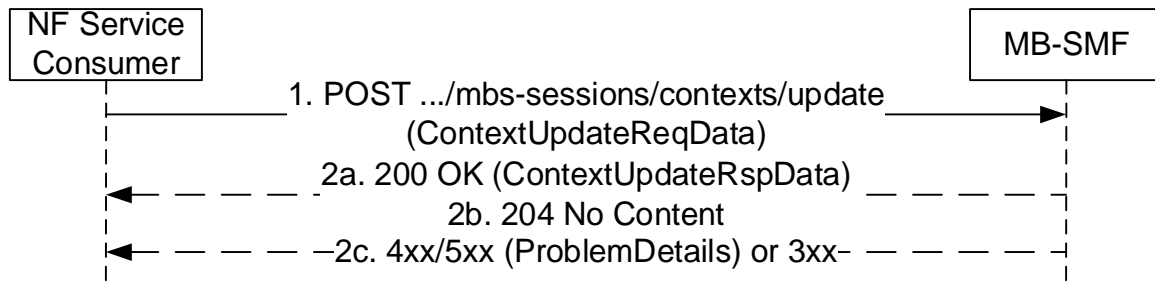 NF Service
Consumer
MB-SMF
1. POST .../mbs-sessions/contexts/update
(ContextUpdateReqData)
2a. 200 OK (ContextUpdateRspData)
2b. 204 No Content
2c. 4xx/5xx (ProblemDetails) or 3xx